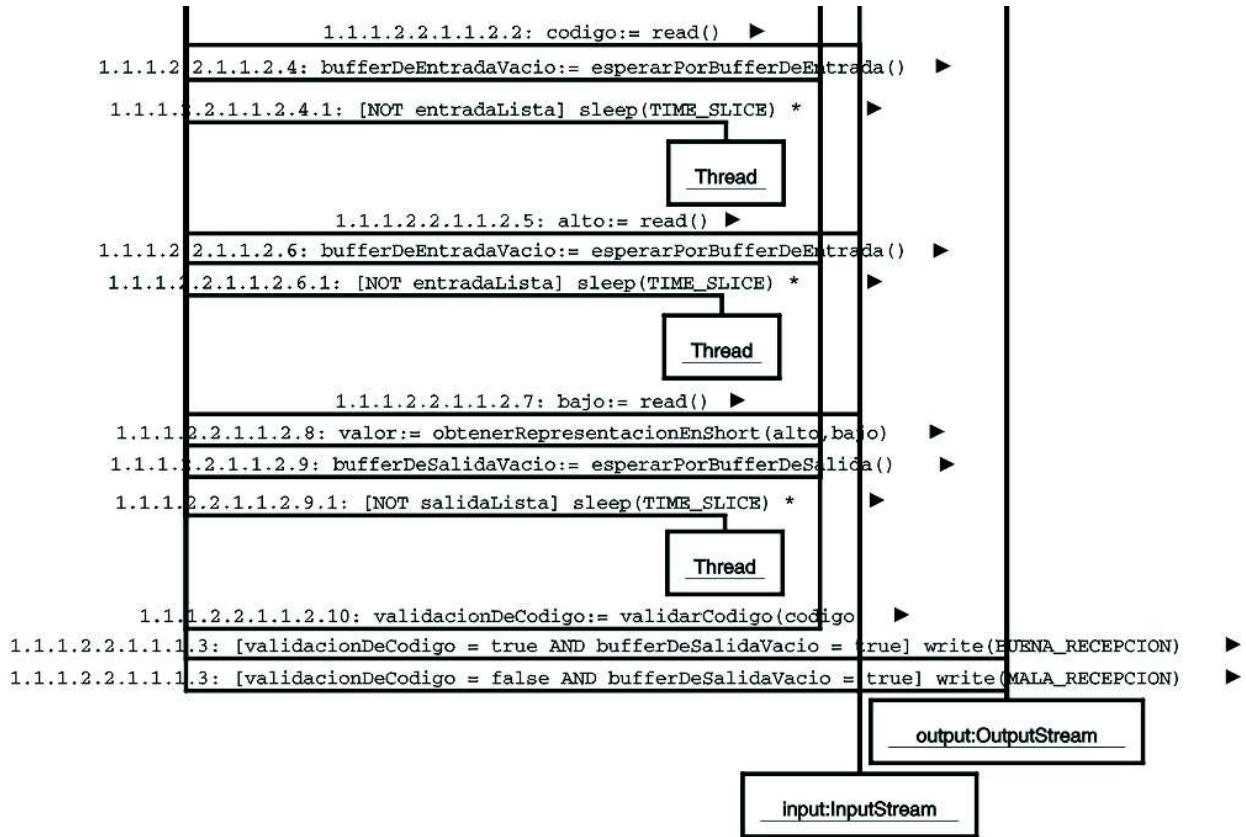 1.1.1.2.2.1.1.2.2: codigo:= read() ►
1.1.1.2.2.1.1.2.4: bufferDeEntradaVacio:= esperarPorBufferDeEntrada() ►
1.1.1.2.2.1.1.2.4.1: [NOT entradaLista] sleep(TIME_SLICE) * ►
Thread
1.1.1.2.2.1.1.2.5: alto:= read() ►
1.1.1.2.2.1.1.2.6: bufferDeEntradaVacio:= esperarPorBufferDeEntrada() ►
1.1.1.2.2.1.1.2.6.1: [NOT entradaLista] sleep(TIME_SLICE) * ►
Thread
1.1.1.2.2.1.1.2.7: bajo:= read() ►
1.1.1.2.2.1.1.2.8: valor:= obtenerRepresentacionEnShort(alto,bajo) ►
1.1.1.2.2.1.1.2.9: bufferDeSalidaVacio:= esperarPorBufferDeSalida() ►
1.1.1.2.2.1.1.2.9.1: [NOT salidaLista] sleep(TIME_SLICE) * ►
Thread
1.1.1.2.2.1.1.2.10: validacionDeCodigo:= validarCodigo(codigo ►
1.1.1.2.2.1.1.1.3: [validacionDeCodigo = true AND bufferDeSalidaVacio = true] write(BUENA_RECEPCION) ►
1.1.1.2.2.1.1.1.3: [validacionDeCodigo = false AND bufferDeSalidaVacio = true] write(MALA_RECEPCION) ►
output:OutputStream
input:InputStream